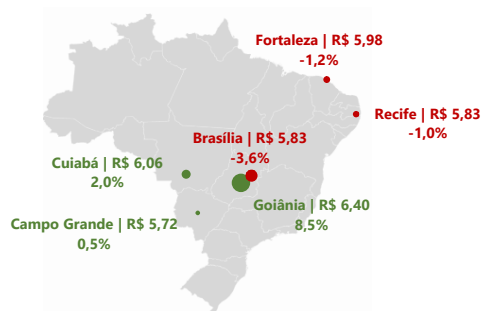 Fortaleza | R$ 5,98
-1,2%
Recife | R$ 5,83
-1,0%
Brasília | R$ 5,83
-3,6%
Cuiabá | R$ 6,06
2,0%
Goiânia | R$ 6,40
8,5%
Campo Grande | R$ 5,72
0,5%